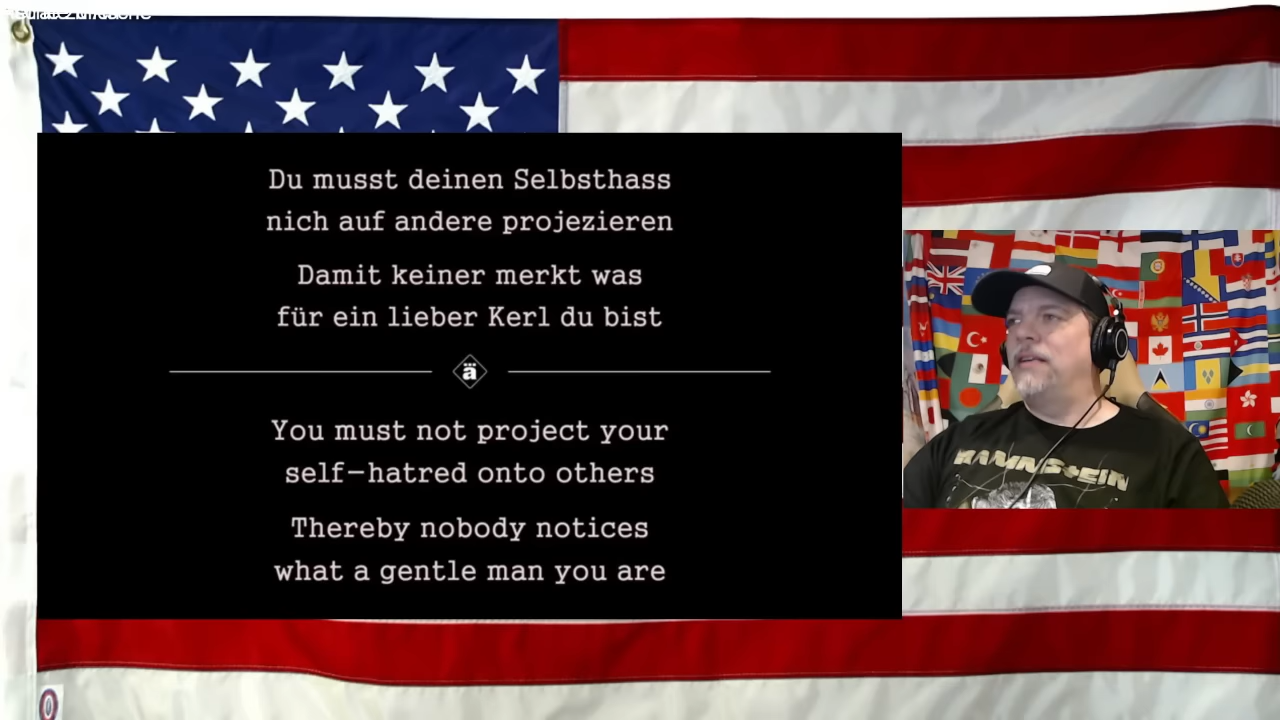 Du musst deinen Selbsthass
nich auf andere projezieren
Damit keiner merkt was
für ein lieber Kerl du bist
ä
You must not project your
self-hatred onto others
Thereby nobody notices
what a gentle man you are
RAMMSTEIN